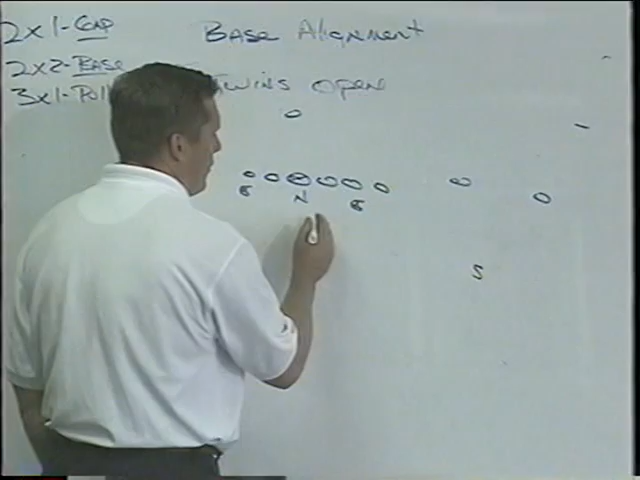 2x1-Gap
Base Alignment
2x2-Base
3x1-Pull
Twins Open
N
S